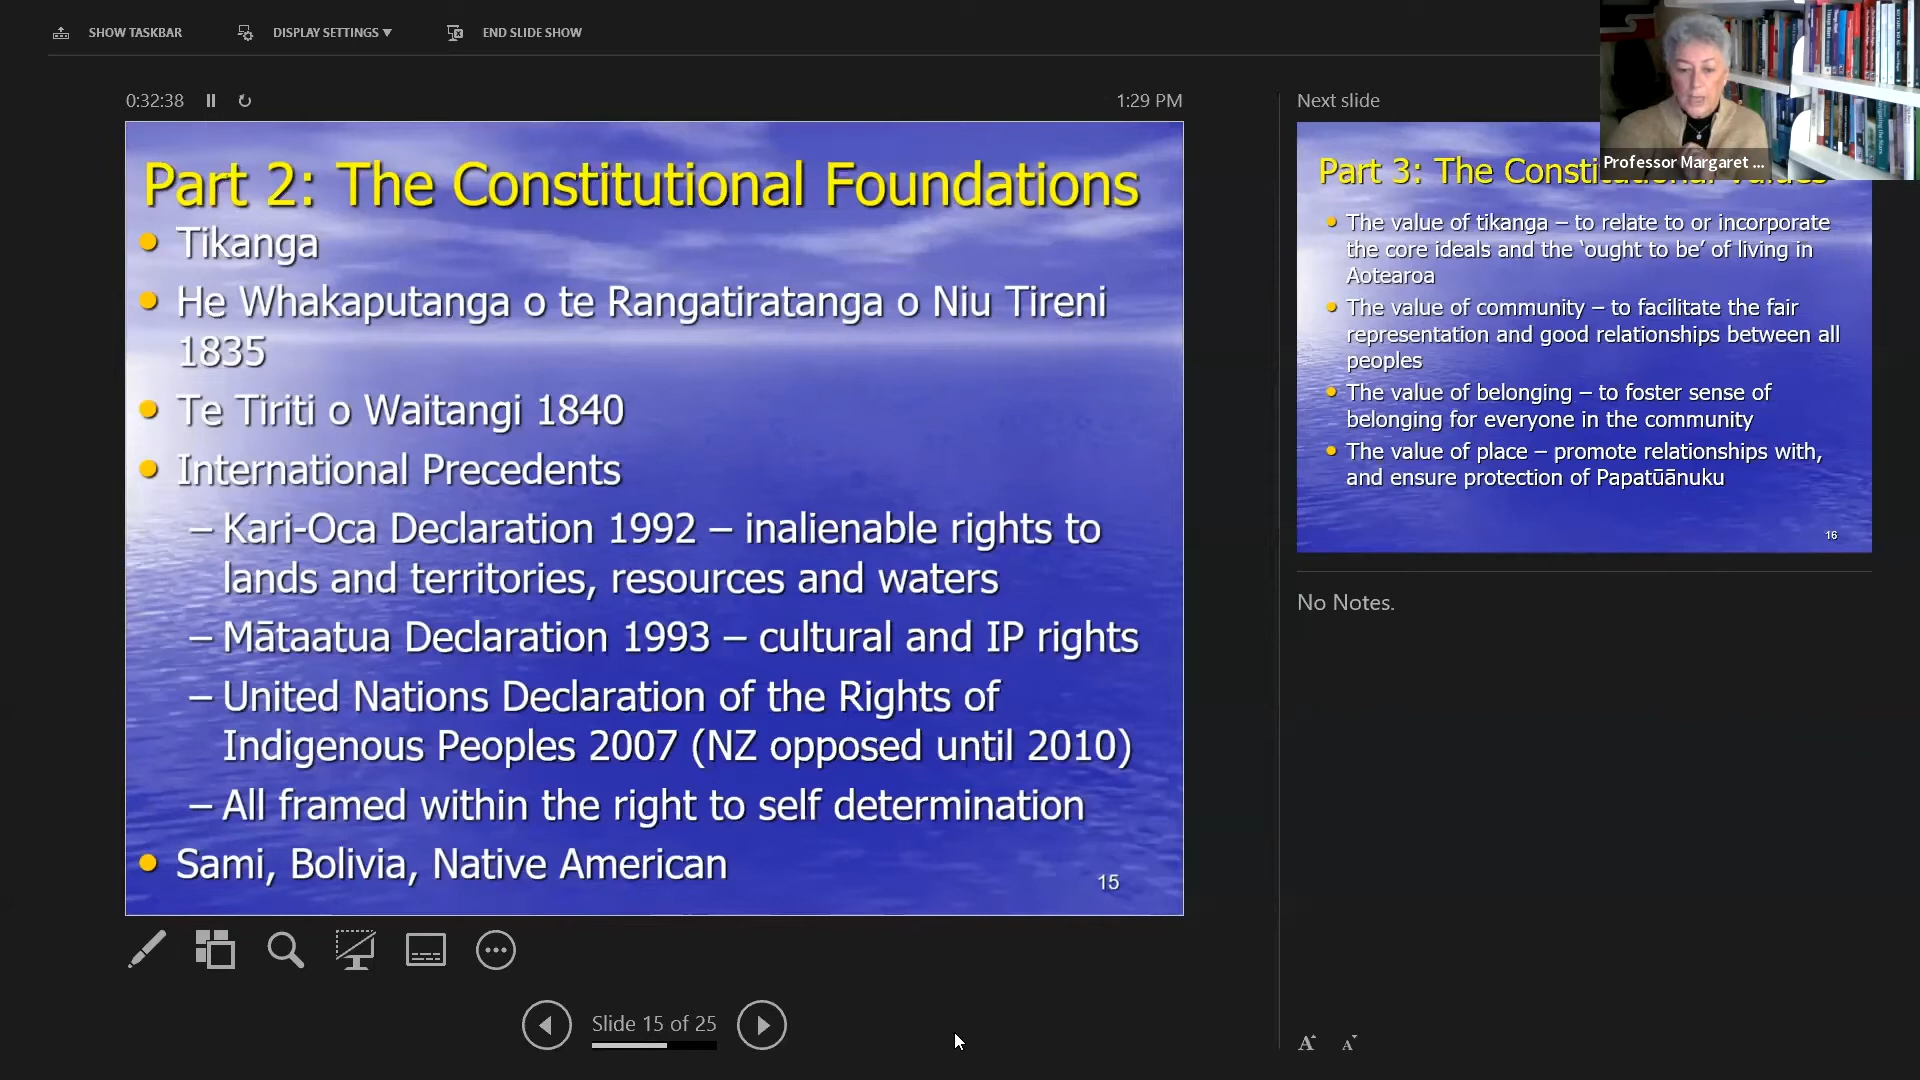 SHOW TASKBAR
DISPLAY SETTINGS ▼
END SLIDE SHOW
0:32:38
1:29 PM
Part 2: The Constitutional Foundations
• Tikanga
• He Whakaputanga o te Rangatiratanga o Niu Tireni
1835
• Te Tiriti o Waitangi 1840
• International Precedents
– Kari-Oca Declaration 1992 – inalienable rights to
lands and territories, resources and waters
– Mātaatua Declaration 1993 – cultural and IP rights
– United Nations Declaration of the Rights of
Indigenous Peoples 2007 (NZ opposed until 2010)
– All framed within the right to self determination
• Sami, Bolivia, Native American
15
Slide 15 of 25
Next slide
Professor Margaret ...
Part 3: The Constitutional Values
• The value of tikanga – to relate to or incorporate
the core ideals and the ‘ought to be’ of living in
Aotearoa
• The value of community – to facilitate the fair
representation and good relationships between all
peoples
• The value of belonging – to foster sense of
belonging for everyone in the community
• The value of place – promote relationships with,
and ensure protection of Papatūānuku
16
No Notes.
A A